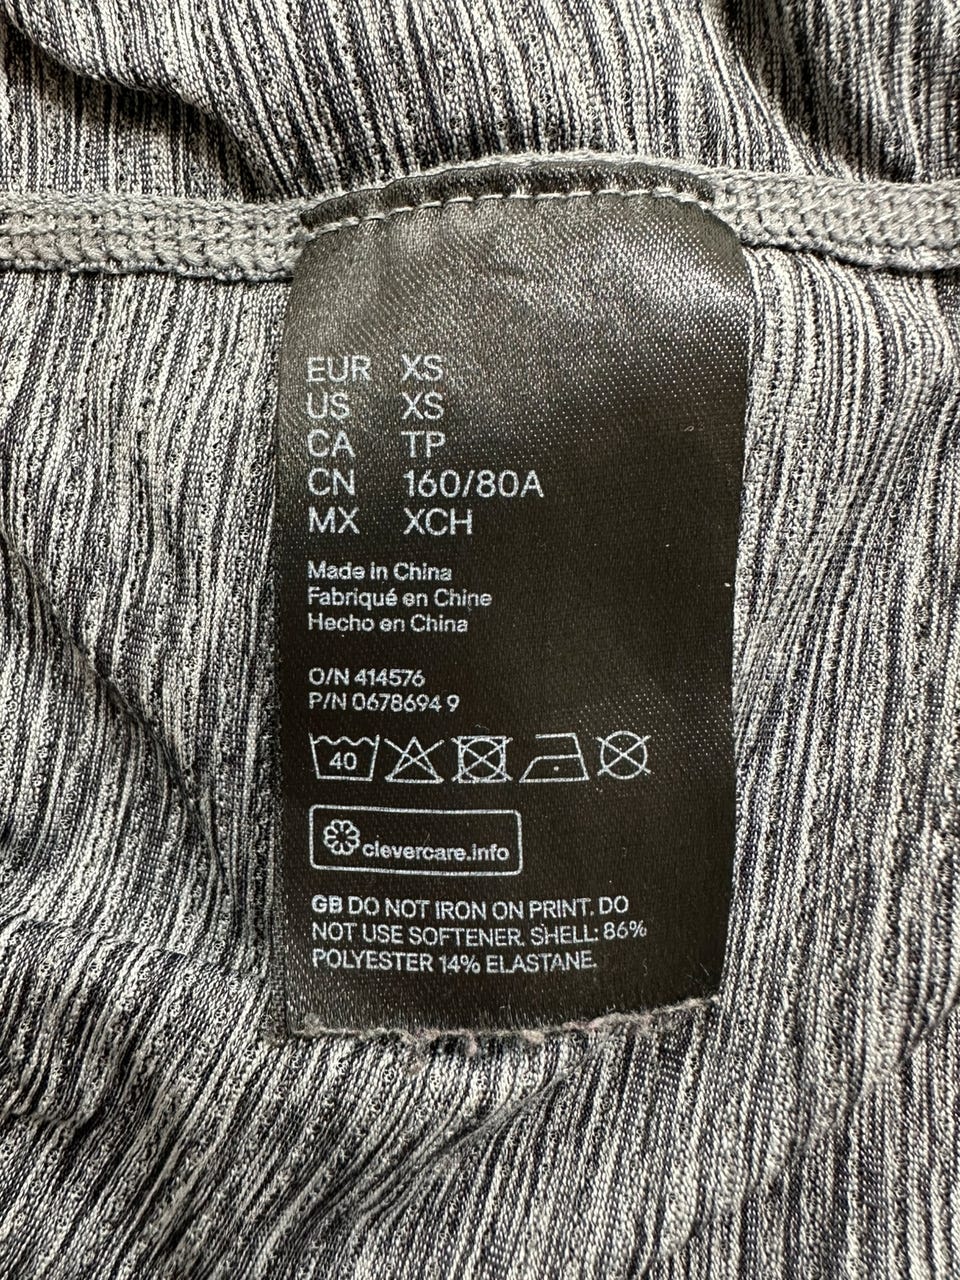 EUR XS
US XS
CA TP
CN 160/80A
MX XCH
Made in China
Fabriqué en Chine
Hecho en China
O/N 414576
P/N 0678694 9
40
clevercare.info
GB DO NOT IRON ON PRINT. DO
NOT USE SOFTENER. SHELL: 86%
POLYESTER 14% ELASTANE.